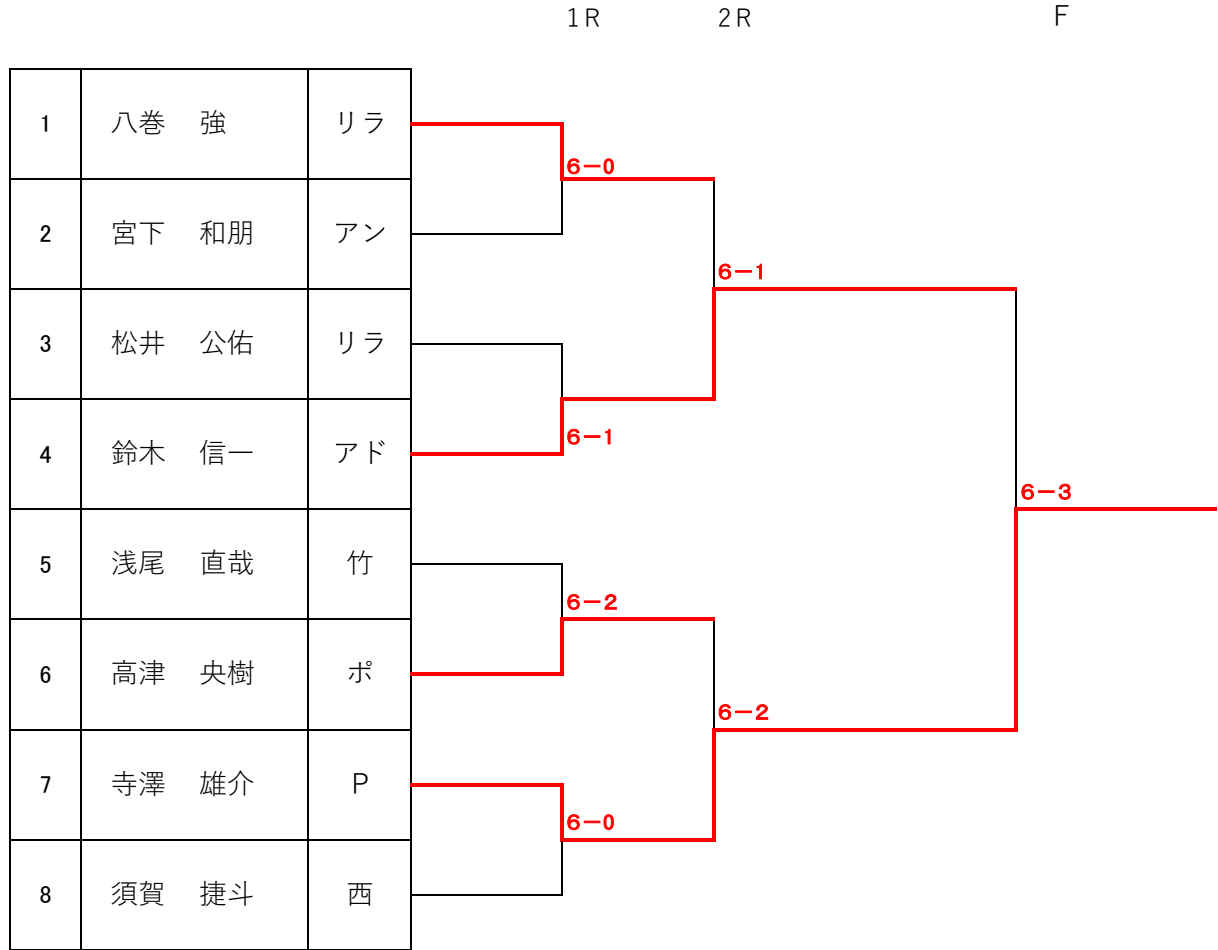 1R 2R F
1 八巻 強 リラ
6-0
2 宮下 和朋 アン
6-1
3 松井 公佑 リラ
6-1
4 鈴木 信一 アド
6-3
5 浅尾 直哉 竹
6-2
6 高津 央樹 ポ
6-2
7 寺澤 雄介 P
6-0
8 須賀 捷斗 西